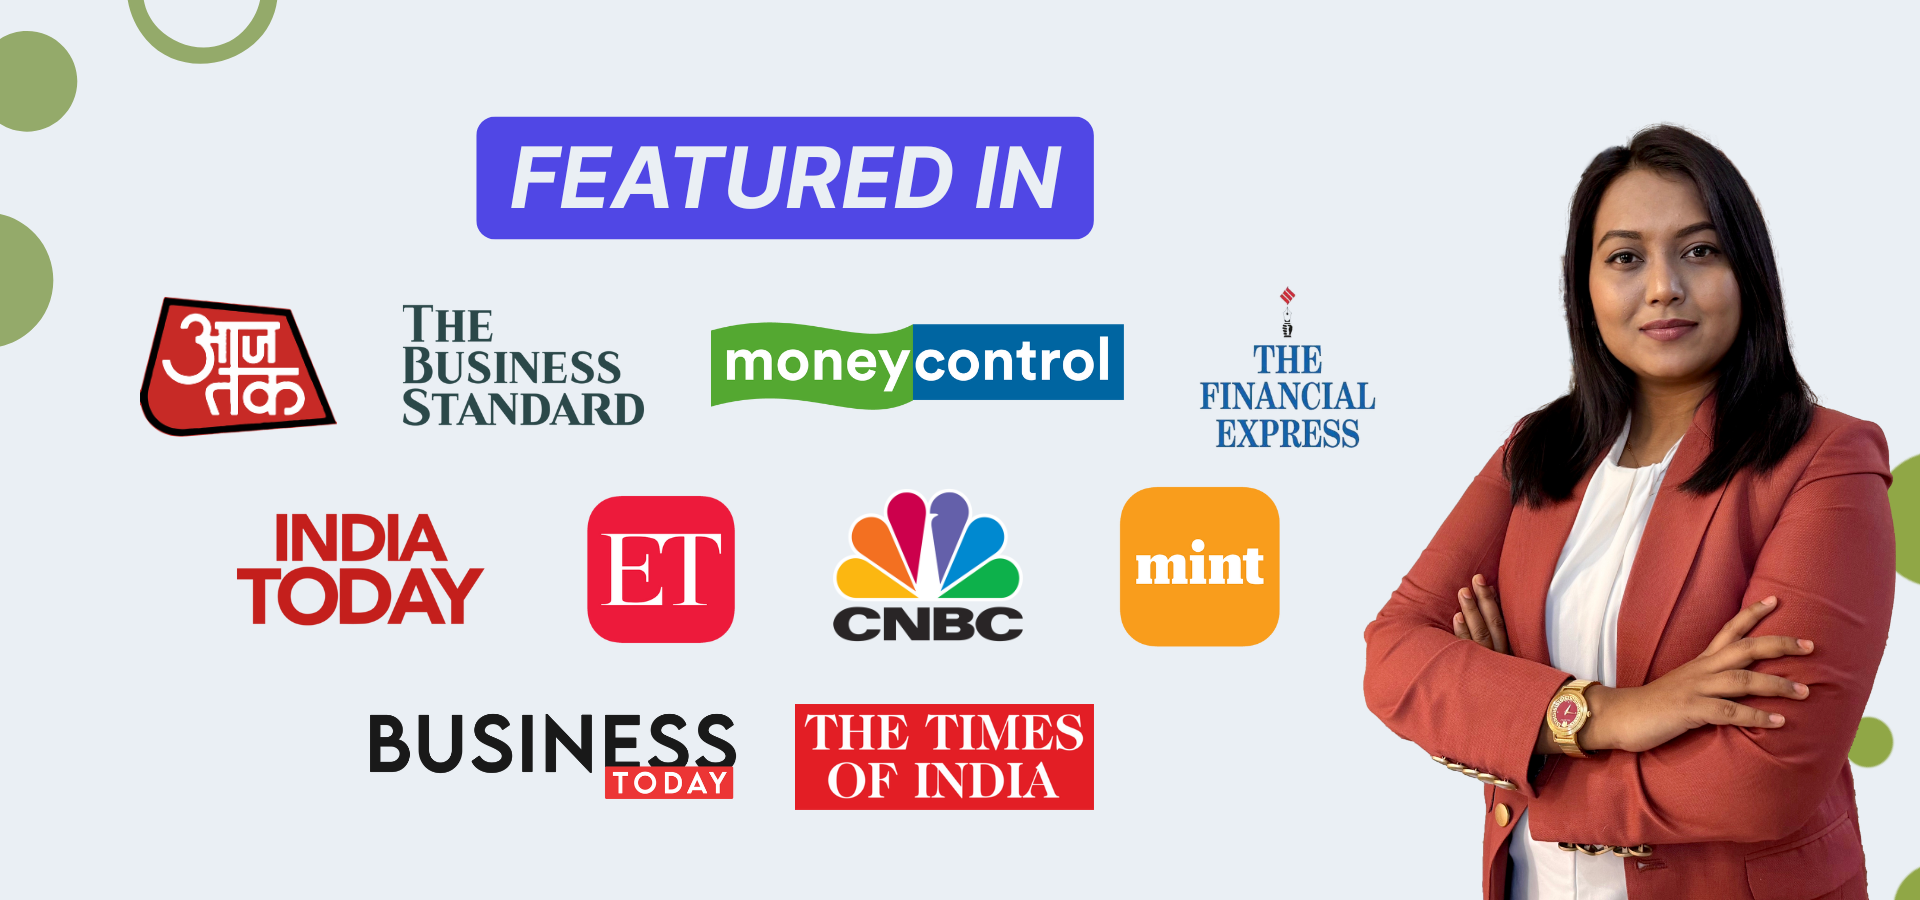 FEATURED IN
आज
तक
THE
BUSINESS
STANDARD
moneycontrol
THE
FINANCIAL
EXPRESS
INDIA
TODAY
ET
CNBC
mint
BUSINESS
TODAY
THE TIMES
OF INDIA